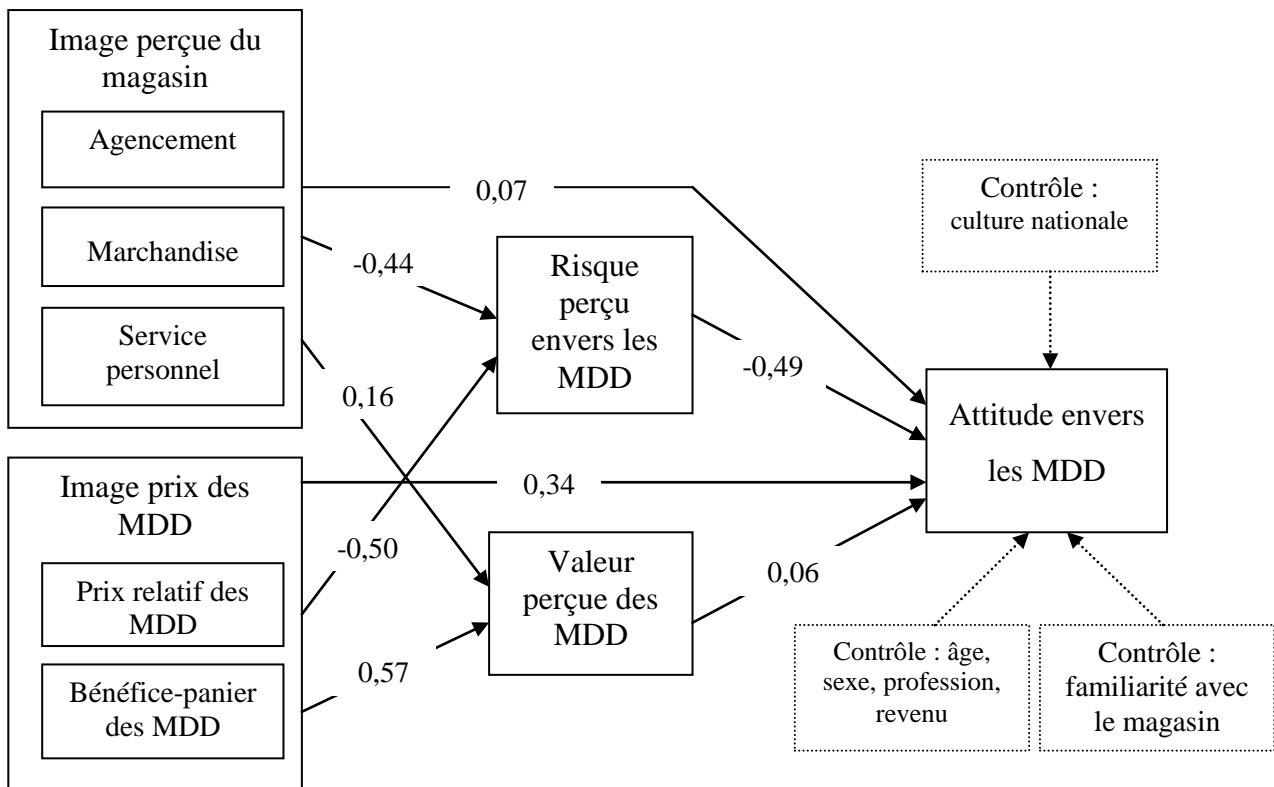 Image perçue du
magasin
Agencement
Marchandise
Service
personnel
Image prix des
MDD
Prix relatif des
MDD
Bénéfice-panier
des MDD
0,07
-0,44
0,16
0,34
-0,50
0,57
Risque
perçu
envers les
MDD
Valeur
perçue des
MDD
-0,49
0,06
Contrôle :
culture nationale
Attitude envers
les MDD
Contrôle : âge,
sexe, profession,
revenu
Contrôle :
familiarité avec
le magasin